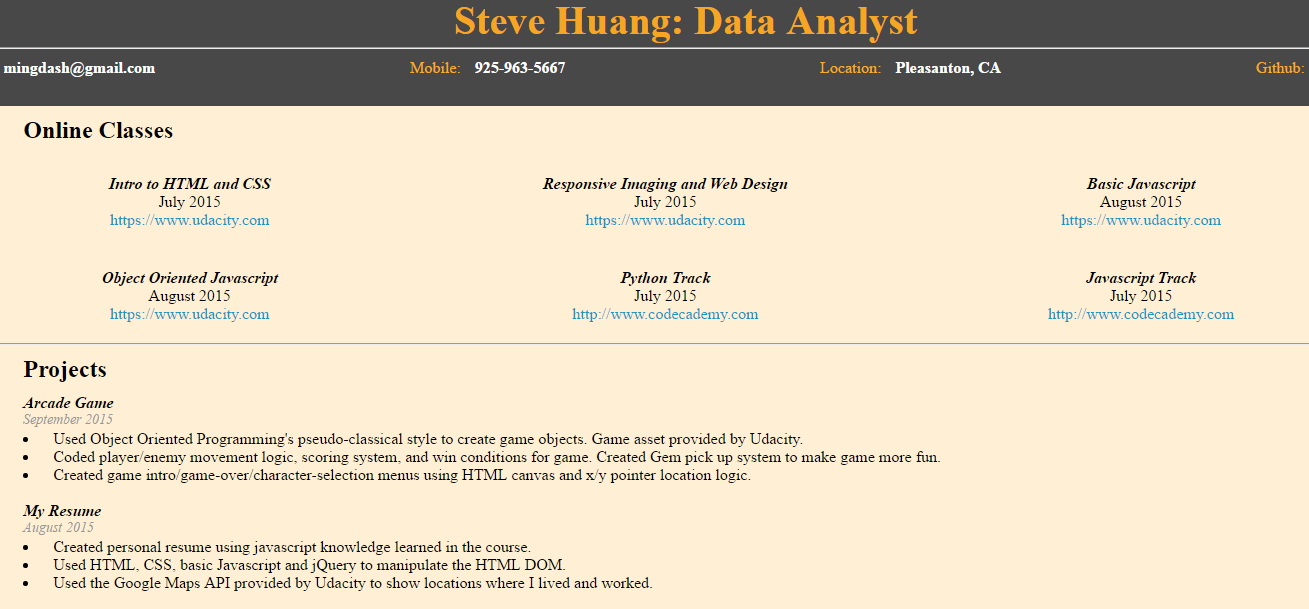 Steve Huang: Data Analyst
mingdash@gmail.com Mobile: 925-963-5667 Location: Pleasanton, CA Github:
Online Classes
Intro to HTML and CSS Responsive Imaging and Web Design Basic Javascript
July 2015 July 2015 August 2015
https://www.udacity.com https://www.udacity.com https://www.udacity.com
Object Oriented Javascript Python Track Javascript Track
August 2015 July 2015 July 2015
https://www.udacity.com http://www.codecademy.com http://www.codecademy.com
Projects
Arcade Game
September 2015
• Used Object Oriented Programming's pseudo-classical style to create game objects. Game asset provided by Udacity.
• Coded player/enemy movement logic, scoring system, and win conditions for game. Created Gem pick up system to make game more fun.
• Created game intro/game-over/character-selection menus using HTML canvas and x/y pointer location logic.
My Resume
August 2015
• Created personal resume using javascript knowledge learned in the course.
• Used HTML, CSS, basic Javascript and jQuery to manipulate the HTML DOM.
• Used the Google Maps API provided by Udacity to show locations where I lived and worked.